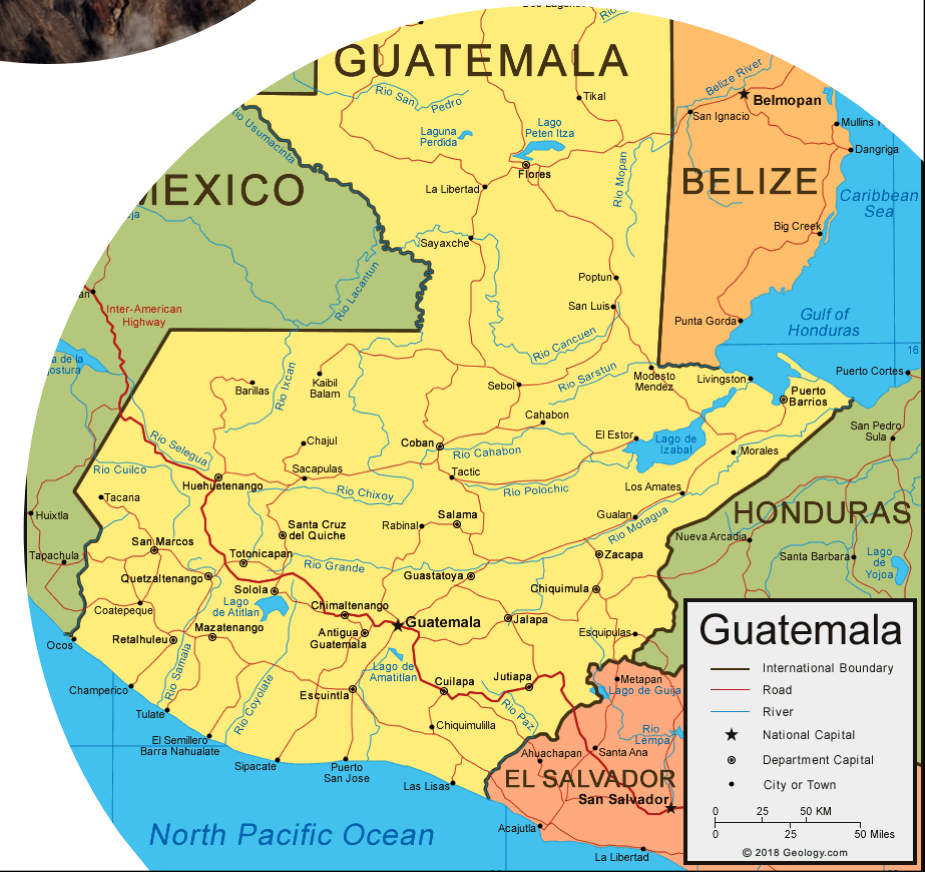 GUATEMALA
Rio San Pedro
Tikal
Belize River
Belmopan
San Ignacio
Mullins
Dangriga
Rio Usumacinta
Laguna
Perdida
Lago
Peten Itza
Flores
La Libertad
Rio Mopan
MEXICO
BELIZE
Caribbean
Sea
Big Creek
Sayaxche
Rio Lacantun
Poptun
San Luis
Inter-American
Highway
Punta Gorda
Gulf of
Honduras
16
Rio Cancuen
Rio Sarstun
Modesto
Mendez
Livingston
Puerto Cortes
Puerto
Barrios
Barillas
Rio Ixcan
Kaibil
Balam
Sebol
Cahabon
San Pedro
Sula
Rio Selegua
Chajul
Coban
Rio Cahabon
El Estor
Lago de
Izabal
Morales
Rio Cuilco
Huehuetenango
Sacapulas
Tactic
Rio Chixoy
Rio Polochic
Los Amates
Tacana
Huixtla
Santa Cruz
del Quiche
Rabinal
Salama
Gualan
Rio Motagua
HONDURAS
Nueva Arcadia
San Marcos
Totonicapan
Zacapa
Santa Barbara
Lago
de
Yojoa
Tapachula
Quetzaltenango
Rio Grande
Guastatoya
Chiquimula
Solola
Lago
de Atitlan
Coatepeque
Chimaltenango
Guatemala
Jalapa
Esquipulas
Ocos
Retalhuleu
Mazatenango
Antigua
Guatemala
Lago de
Amatitlan
Rio Samala
Champerico
Rio Coyolate
Escuintla
Cuilapa
Jutiapa
Metapan
Lago de Guija
Tulate
El Semillero
Barra Nahualate
Rio Paz
Chiquimulilla
Rio
Lempa
Sipacate
Puerto
San Jose
Las Lisas
Ahuachapan
Santa Ana
EL SALVADOR
San Salvador
North Pacific Ocean
Acajutla
La Libertad
Guatemala
International Boundary
Road
River
National Capital
Department Capital
City or Town
0 25 50 KM
0 25 50 Miles
© 2018 Geology.com